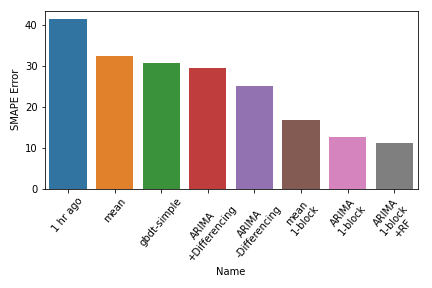 SMAPE Error
40
30
20
10
0
1 hr ago
mean
gbdt-simple
ARIMA
+Differencing
ARIMA
-Differencing
mean
1-block
ARIMA
1-block
ARIMA
1-block
+RF
Name